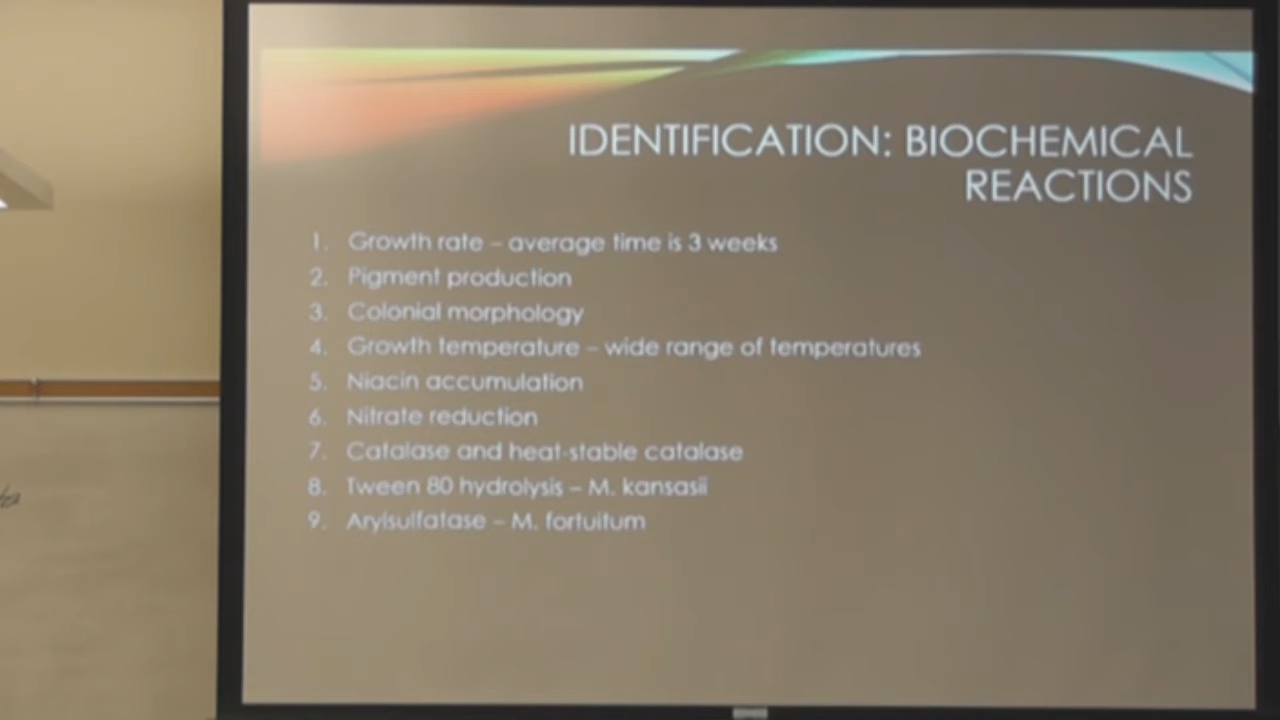 IDENTIFICATION: BIOCHEMICAL
REACTIONS
1. Growth rate – average time is 3 weeks
2. Pigment production
3. Colonial morphology
4. Growth temperature – wide range of temperatures
5. Niacin accumulation
6. Nitrate reduction
7. Catalase and heat-stable catalase
8. Tween 80 hydrolysis – M. kansasii
9. Arylsulfatase – M. fortuitum